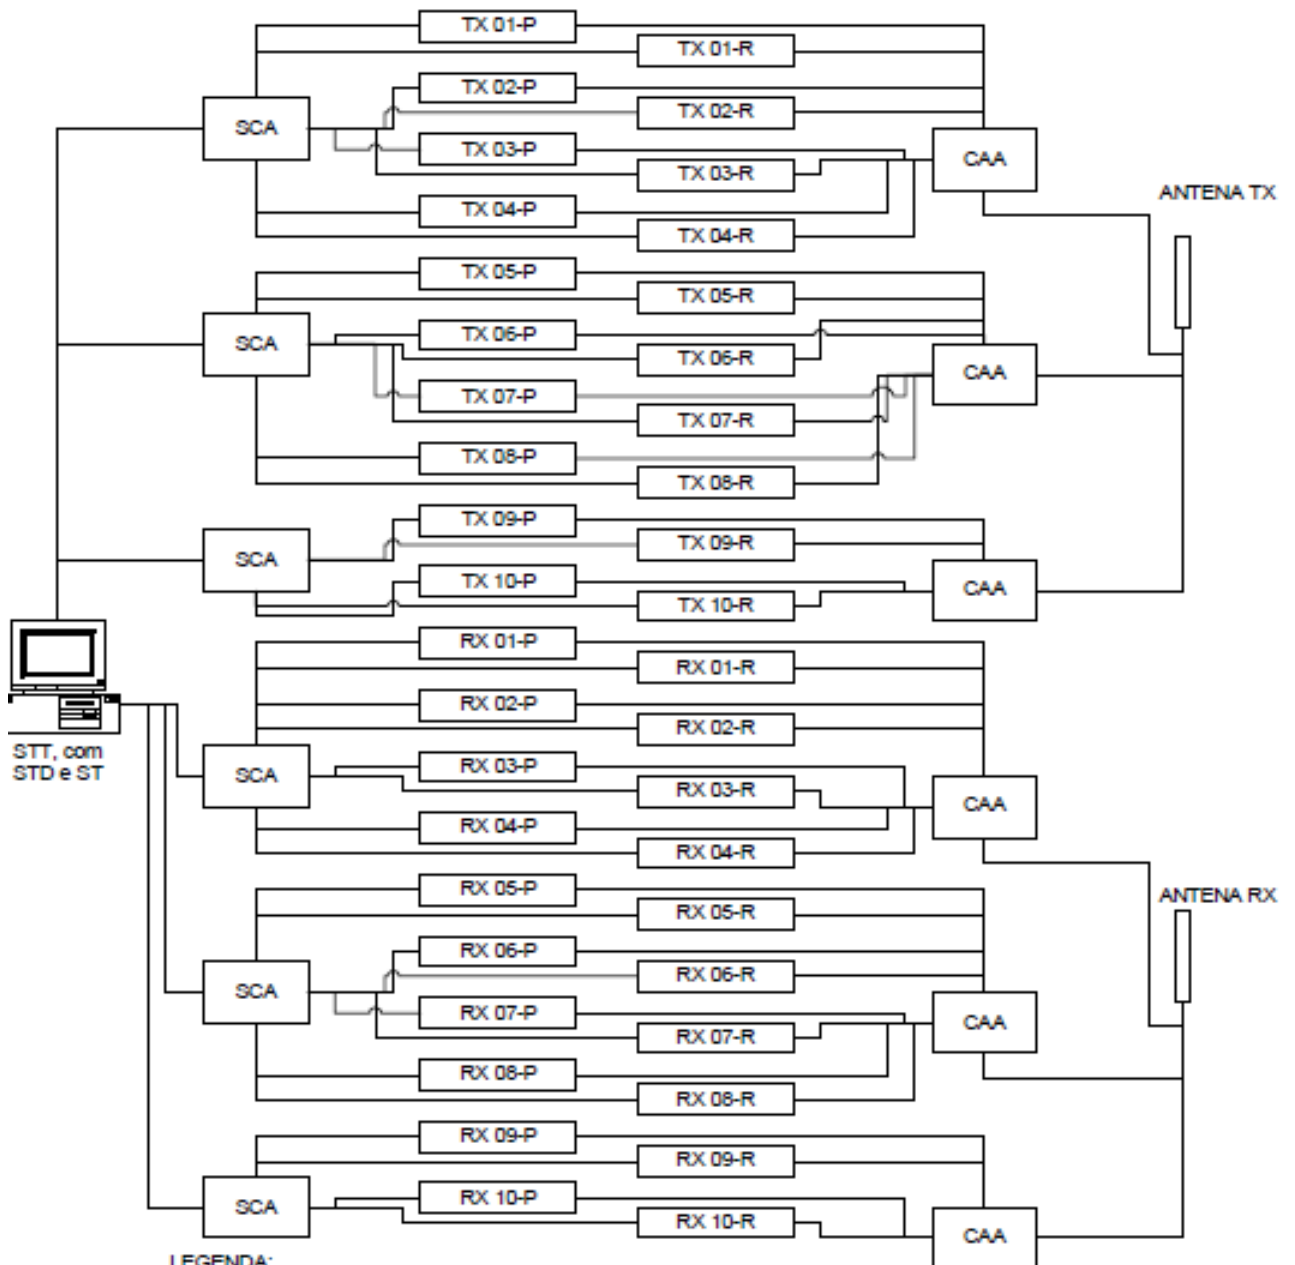 TX 01-P
TX 01-R
TX 02-P
TX 02-R
SCA
TX 03-P
CAA
TX 03-R
ANTENA TX
TX 04-P
TX 04-R
TX 05-P
TX 05-R
TX 06-P
SCA
TX 06-R
CAA
TX 07-P
TX 07-R
TX 08-P
TX 08-R
TX 09-P
TX 09-R
SCA
TX 10-P
CAA
TX 10-R
RX 01-P
RX 01-R
RX 02-P
RX 02-R
STT, com
STD e ST
SCA
RX 03-P
RX 03-R
CAA
RX 04-P
RX 04-R
RX 05-P
ANTENA RX
RX 05-R
RX 06-P
RX 06-R
SCA
RX 07-P
CAA
RX 07-R
RX 08-P
RX 08-R
RX 09-P
RX 09-R
RX 10-P
SCA
RX 10-R
CAA
LEGENDA: